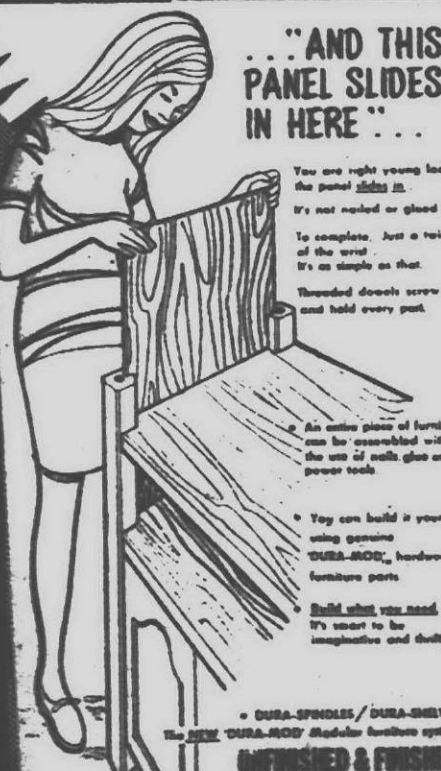 ..."AND THIS
PANEL SLIDES
IN HERE"...
You are right young
the panel slides in
It's not nailed or glued
To complete, Just a
of the wrist
It's as simple as that.
Threaded dowels screw
and hold every part
• An entire piece of
can be assembled
the use of nails, glue
power tools
• You can build it
using genuine
"DURA-MOD"
furniture parts
• Build what you need
It's smart to be
imaginative and
• DURA-SPINDLES / 
The NEW "DURA-MOD" Modular furniture
UNFINISHED &